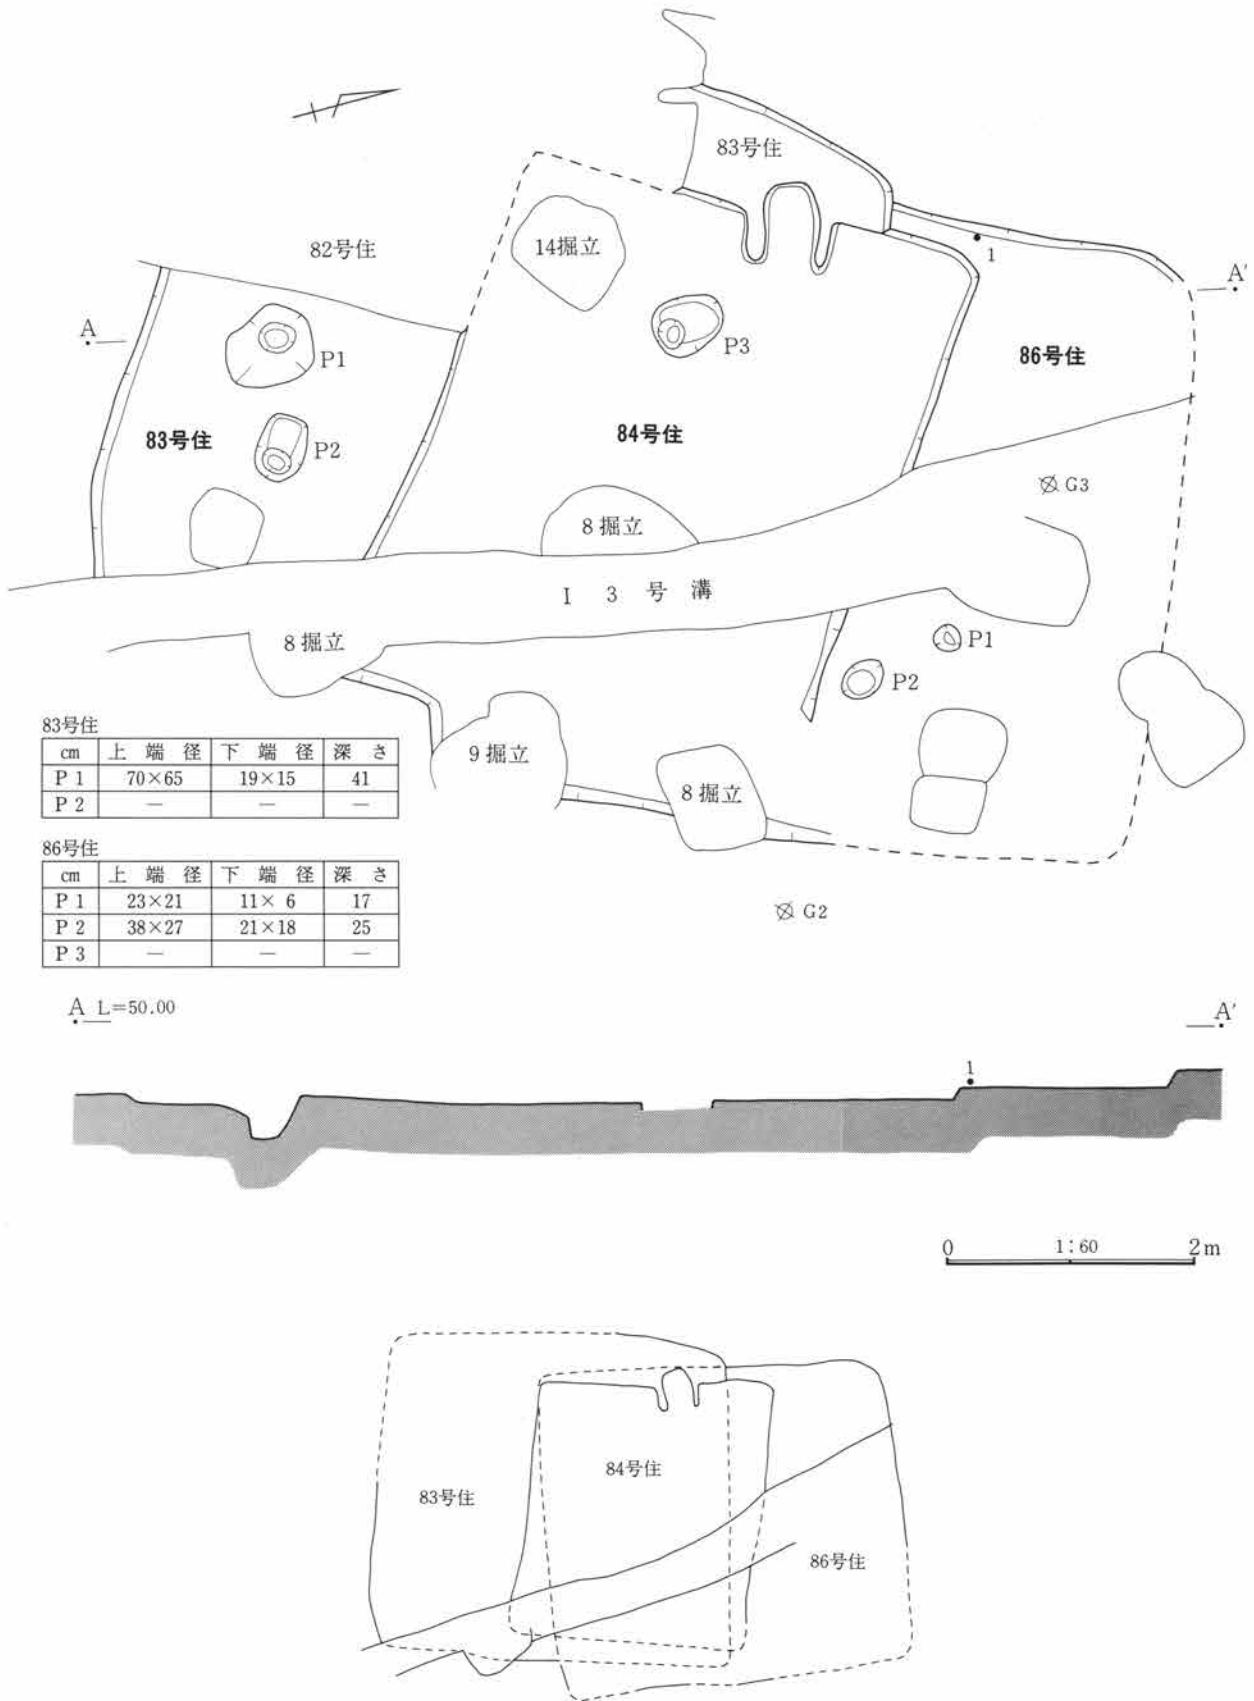 83号住
82号住
14掘立
1
A
A'
P1
P3
86号住
83号住
84号住
P2
G3
8掘立
I 3 号 溝
8掘立
P1
P2
83号住
cm 上端径 下端径 深さ
P1 70×65 19×15 41
P2 — — —
9掘立
8掘立
86号住
cm 上端径 下端径 深さ
P1 23×21 11×6 17
P2 38×27 21×18 25
P3 — — —
G2
A L=50.00
A'
1
0 1:60 2m
84号住
83号住
86号住